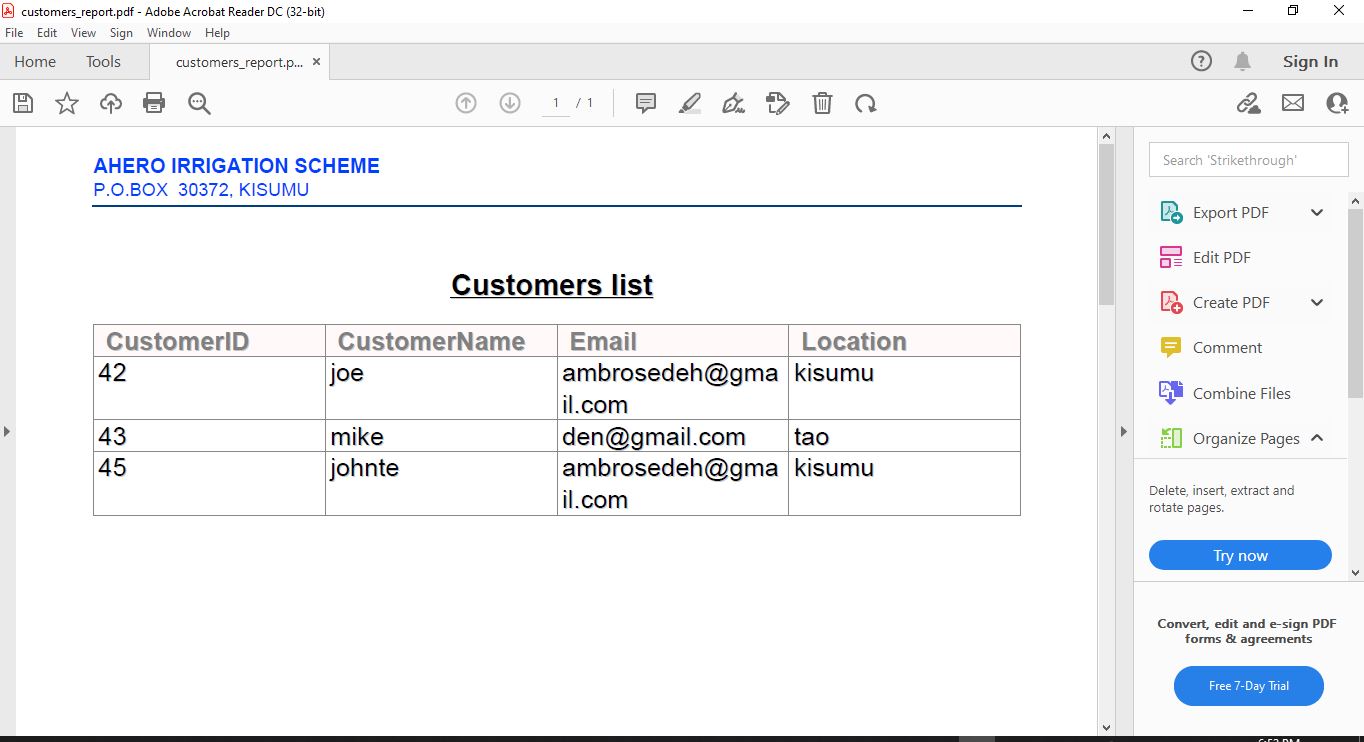 customers_report.pdf - Adobe Acrobat Reader DC (32-bit)
File Edit View Sign Window Help
Home Tools customers_report.p... × Sign In
1 / 1
AHERO IRRIGATION SCHEME
P.O.BOX 30372, KISUMU
Customers list
CustomerID CustomerName Email Location
42 joe ambrosedeh@gma kisumu
il.com
43 mike den@gmail.com tao
45 johnte ambrosedeh@gma kisumu
il.com
Search 'Strikethrough'
Export PDF
Edit PDF
Create PDF
Comment
Combine Files
Organize Pages
Delete, insert, extract and
rotate pages.
Try now
Convert, edit and e-sign PDF
forms & agreements
Free 7-Day Trial